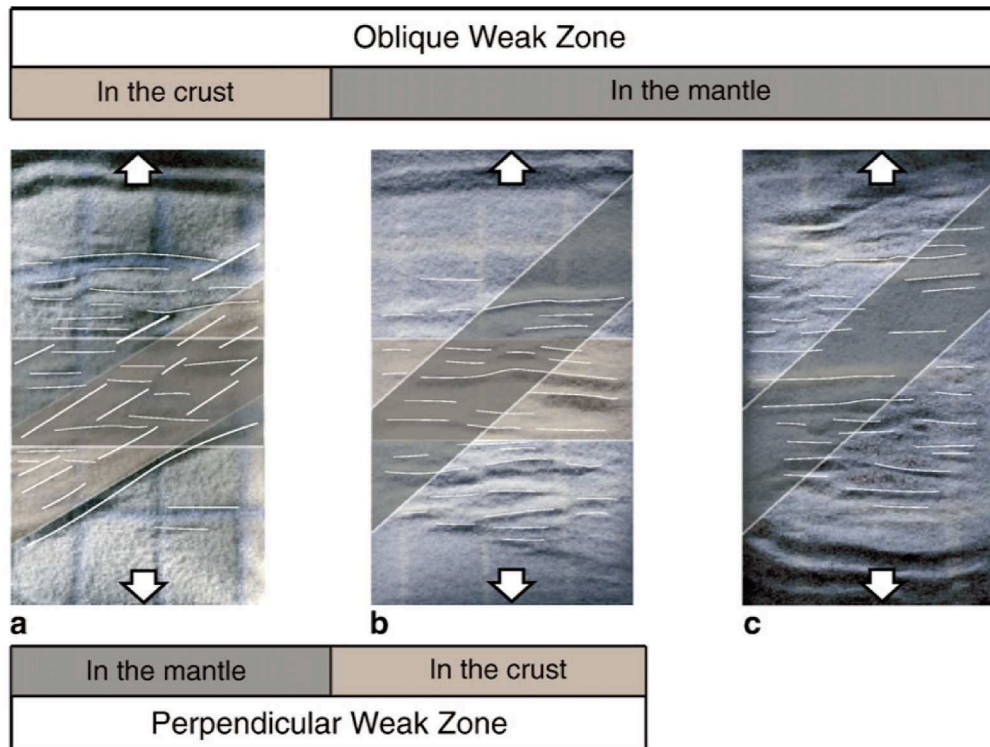 Oblique Weak Zone
In the crust
In the mantle
a
b
c
In the mantle
In the crust
Perpendicular Weak Zone